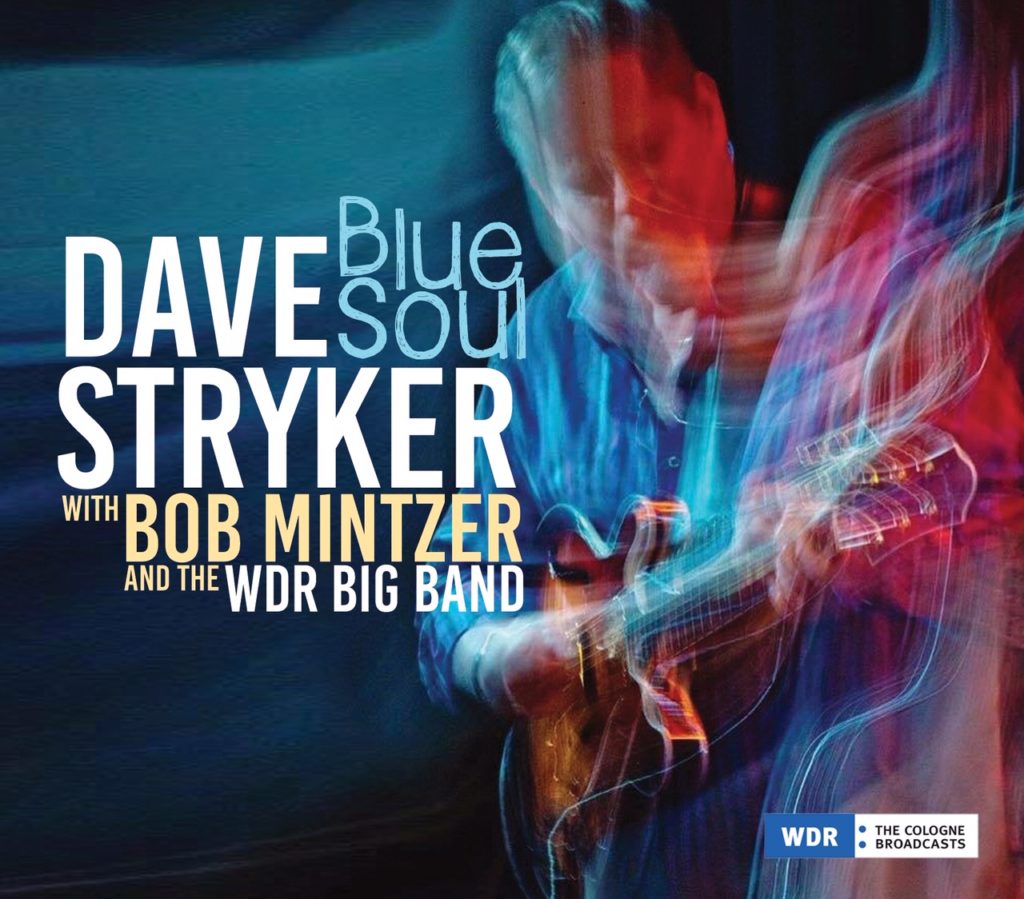 Blue
Soul
DAVE
STRYKER
WITH BOB MINTZER
AND THE WDR BIG BAND
WDR: THE COLOGNE
BROADCASTS